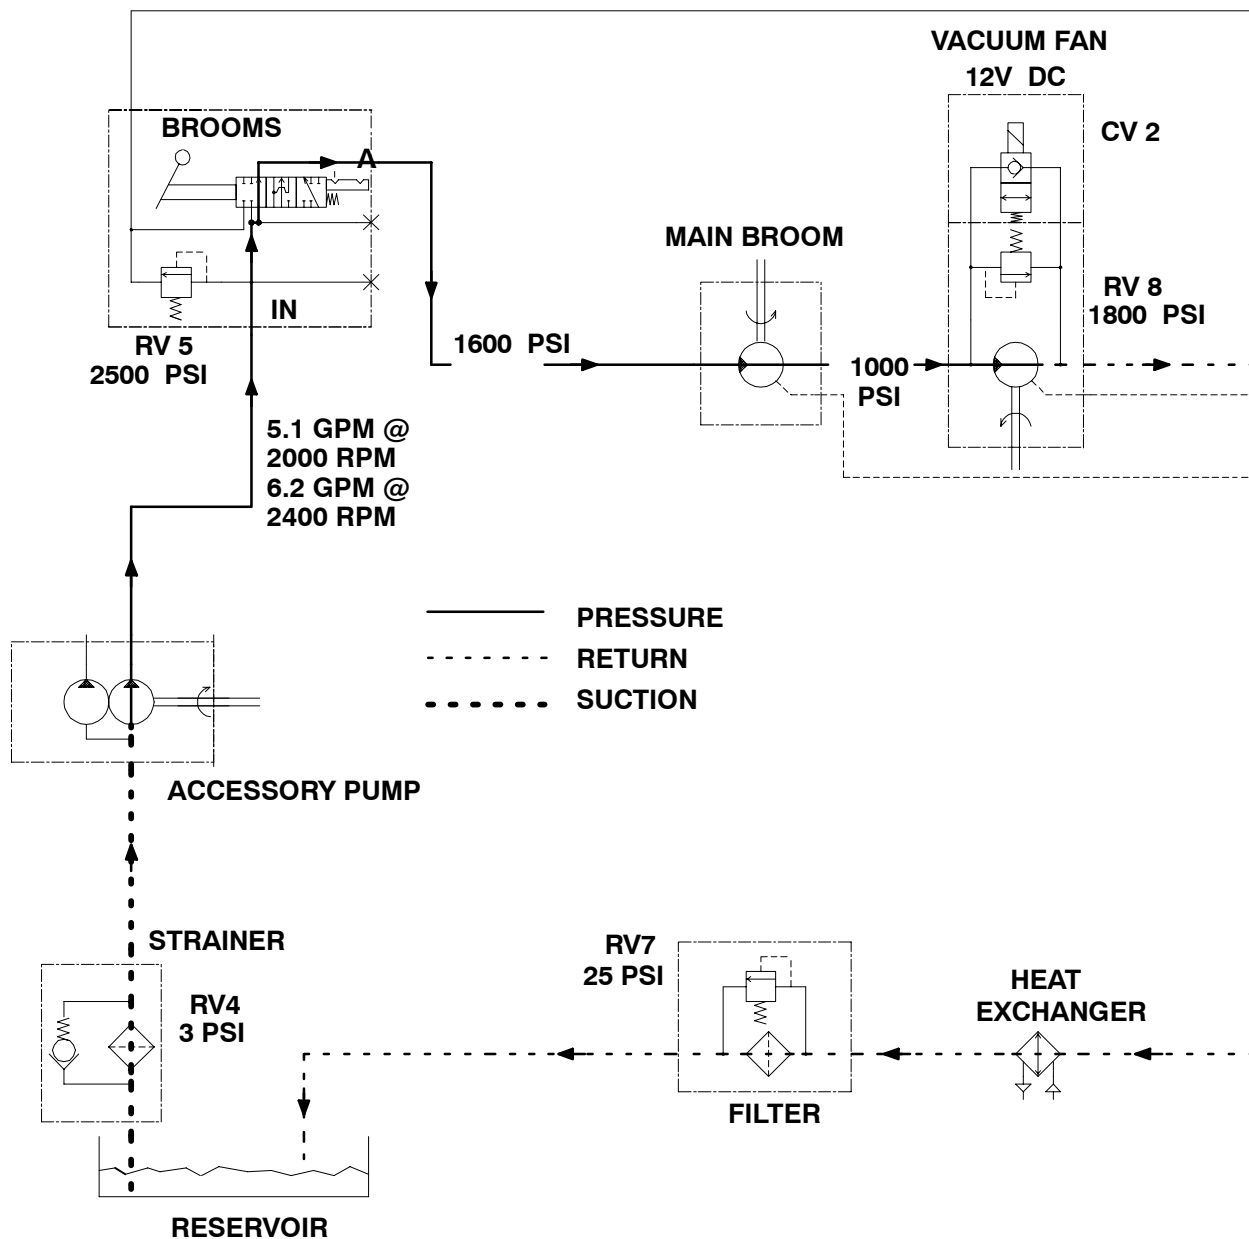 VACUUM FAN
12V DC
CV 2
BROOMS
A
MAIN BROOM
RV 8
1800 PSI
IN
RV 5
2500 PSI
1600 PSI
1000
PSI
5.1 GPM @
2000 RPM
6.2 GPM @
2400 RPM
PRESSURE
RETURN
SUCTION
ACCESSORY PUMP
STRAINER
RV4
3 PSI
RV7
25 PSI
HEAT
EXCHANGER
FILTER
RESERVOIR